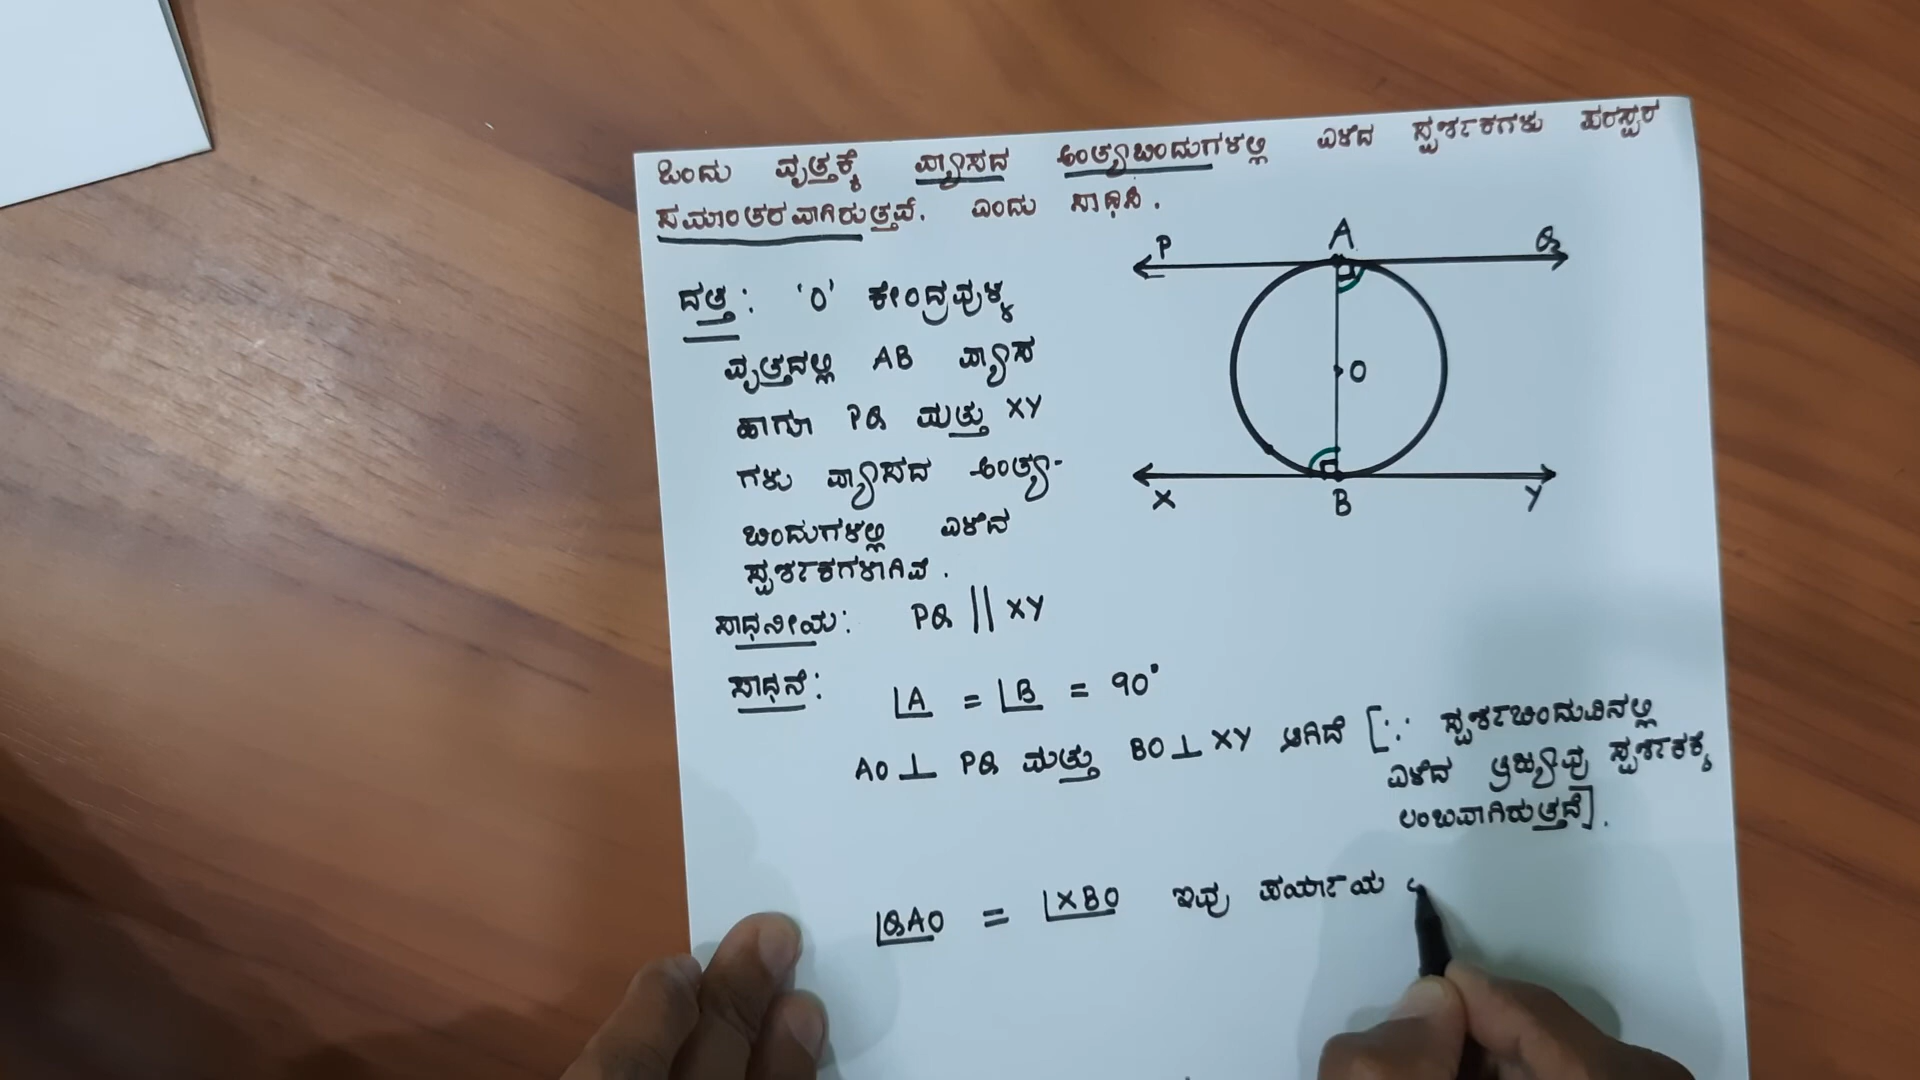 ಒಂದು ವೃತ್ತಕ್ಕೆ ವ್ಯಾಸದ ಅಂತ್ಯಬಿಂದುಗಳಲ್ಲಿ ಎಳೆದ ಸ್ಪರ್ಶಕಗಳು ಪರಸ್ಪರ
ಸಮಾಂತರವಾಗಿರುತ್ತವೆ. ಎಂದು ಸಾಧಿಸಿ.
P A Q
O
X B Y
ದತ್ತ: 'O' ಕೇಂದ್ರವುಳ್ಳ
ವೃತ್ತದಲ್ಲಿ AB ವ್ಯಾಸ
ಹಾಗೂ PQ ಮತ್ತು XY
ಗಳು ವ್ಯಾಸದ ಅಂತ್ಯ-
ಬಿಂದುಗಳಲ್ಲಿ ಎಳೆದ
ಸ್ಪರ್ಶಕಗಳಾಗಿವೆ.
ಸಾಧನೀಯ: PQ || XY
ಸಾಧನೆ: ∠A = ∠B = 90°
AO ⊥ PQ ಮತ್ತು BO ⊥ XY ಆಗಿದೆ [∵ ಸ್ಪರ್ಶಬಿಂದುವಿನಲ್ಲಿ
ಎಳೆದ ತ್ರಿಜ್ಯವು ಸ್ಪರ್ಶಕಕ್ಕೆ
ಲಂಬವಾಗಿರುತ್ತದೆ].
∠QAO = ∠XBO ಇವು ಪರ್ಯಾಯ